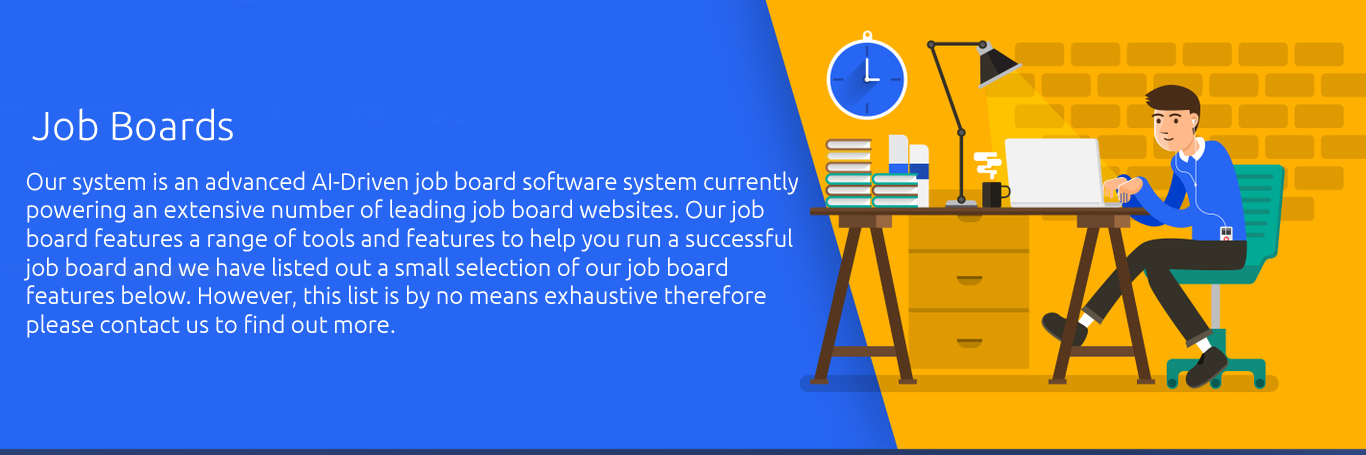 Job Boards
Our system is an advanced AI-Driven job board software system currently
powering an extensive number of leading job board websites. Our job
board features a range of tools and features to help you run a successful
job board and we have listed out a small selection of our job board
features below. However, this list is by no means exhaustive therefore
please contact us to find out more.